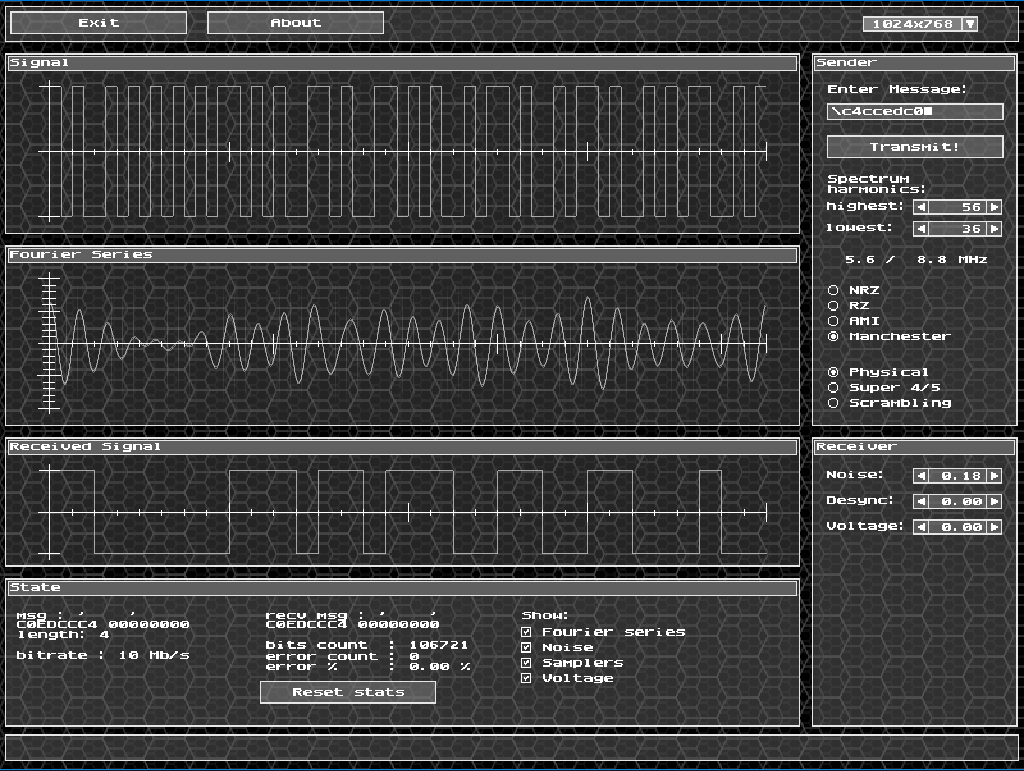 Exit
About
1024x768
Signal
Sender
Enter Message:
\c4ccedc0
Transmit!
Spectrum
harmonics:
highest: 56
lowest: 36
5.6 / 8.8 MHz
NRZ
RZ
AMI
Manchester
Physical
Super 4/5
Scrambling
Fourier Series
Received Signal
Receiver
Noise: 0.18
Desync: 0.00
Voltage: 0.00
State
msg : ' '
C0EDCCC4 00000000
length: 4
bitrate : 10 Mb/s
recv msg : ' '
C0EDCCC4 00000000
bits count : 106721
error count : 0
error % : 0.00 %
Reset stats
Show:
Fourier series
Noise
Samplers
Voltage